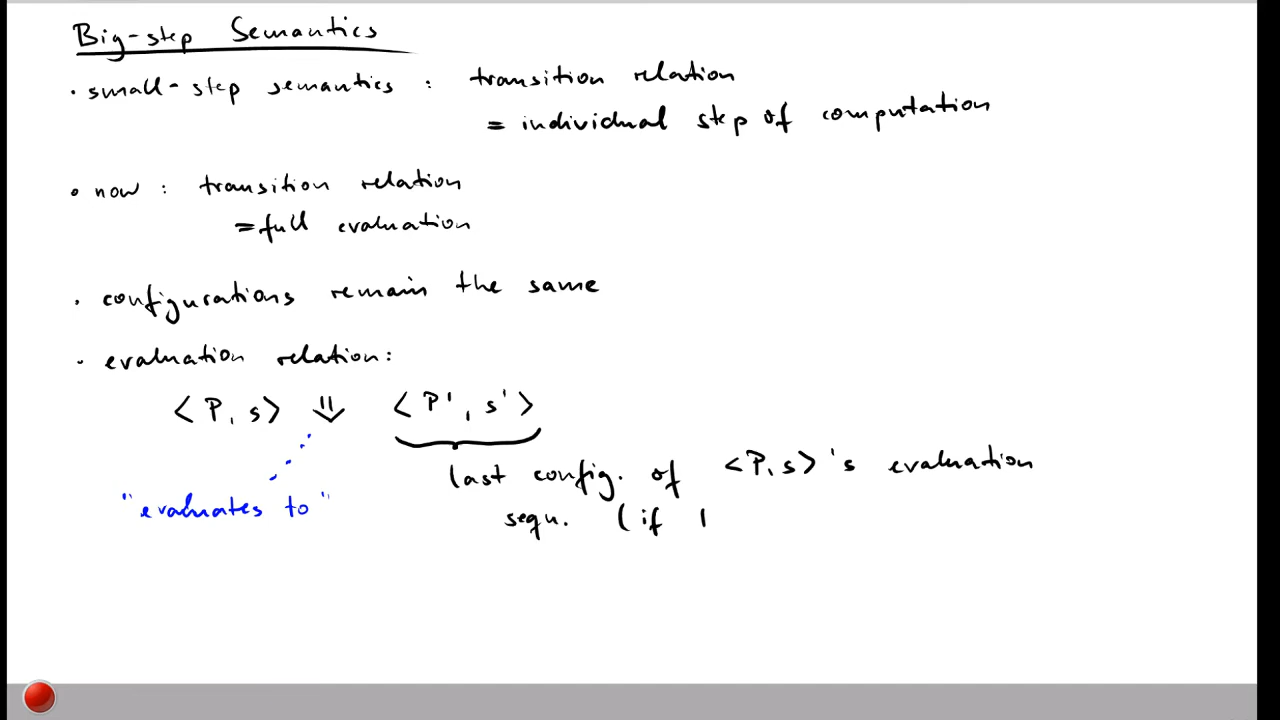 Big-step Semantics
• small-step semantics : transition relation
= individual step of computation
• now : transition relation
= full evaluation
• configurations remain the same
• evaluation relation:
<P, s> ⇓ <P', s'>
last config. of <P, s>'s evaluation
"evaluates to"
sequ. (if